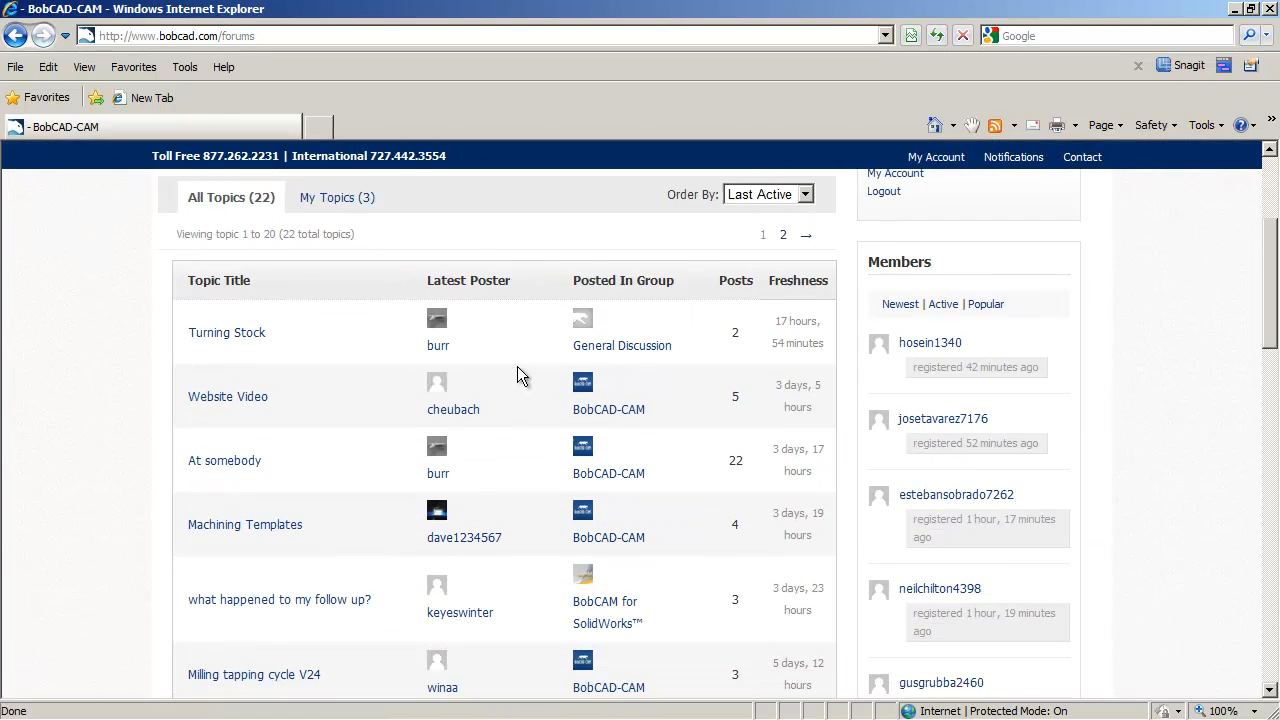 - BobCAD-CAM - Windows Internet Explorer
http://www.bobcad.com/forums
Google
File Edit View Favorites Tools Help
Snagit
Favorites
New Tab
- BobCAD-CAM
Page Safety Tools
Toll Free 877.262.2231 | International 727.442.3554
My Account Notifications Contact
My Account
Logout
All Topics (22) My Topics (3) Order By: Last Active
Viewing topic 1 to 20 (22 total topics)
1 2 →
Members
Newest | Active | Popular
Topic Title Latest Poster Posted In Group Posts Freshness
Turning Stock
burr
General Discussion
2
17 hours,
54 minutes
Website Video
cheubach
BobCAD-CAM
5
3 days, 5
hours
At somebody
burr
BobCAD-CAM
22
3 days, 17
hours
Machining Templates
dave1234567
BobCAD-CAM
4
3 days, 19
hours
what happened to my follow up?
keyeswinter
BobCAM for
SolidWorks™
3
3 days, 23
hours
Milling tapping cycle V24
winaa
BobCAD-CAM
3
5 days, 12
hours
hosein1340
registered 42 minutes ago
josetavarez7176
registered 52 minutes ago
estebansobrado7262
registered 1 hour, 17 minutes
ago
neilchilton4398
registered 1 hour, 19 minutes
ago
gusgrubba2460
Done
Internet | Protected Mode: On
100%